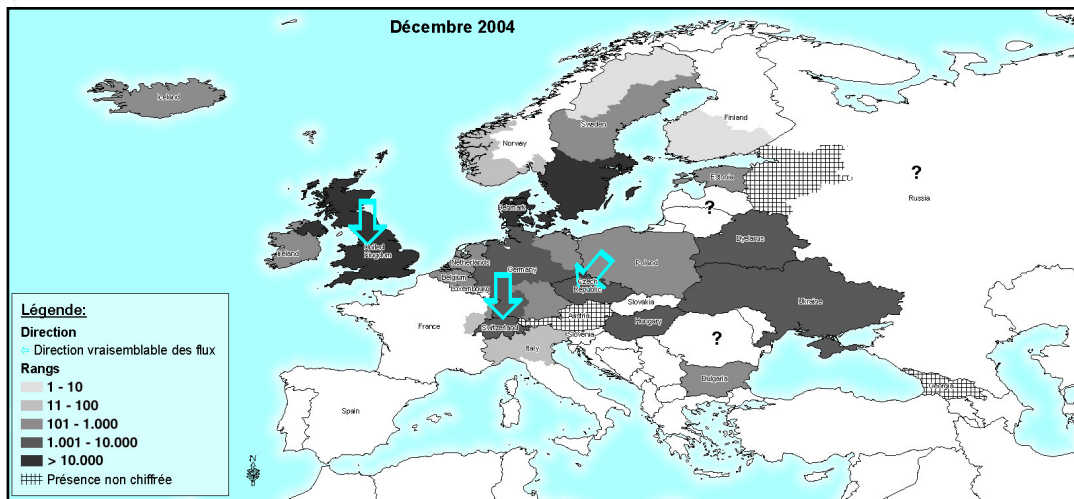 Décembre 2004
Iceland
Finland
Sweden
Norway
Estonia
?
Russia
?
Denmark
United
Kingdom
Ireland
Byelarus
Netherlands
Germany
Poland
Belgium
Luxembourg
Czech
Republic
Ukraine
Slovakia
Austria
Hungary
Switzerland
France
Slovenia
Italy
?
Bulgaria
Georgia
Spain
N
Légende:
Direction
Direction vraisemblable des flux
Rangs
1 - 10
11 - 100
101 - 1.000
1.001 - 10.000
> 10.000
Présence non chiffrée